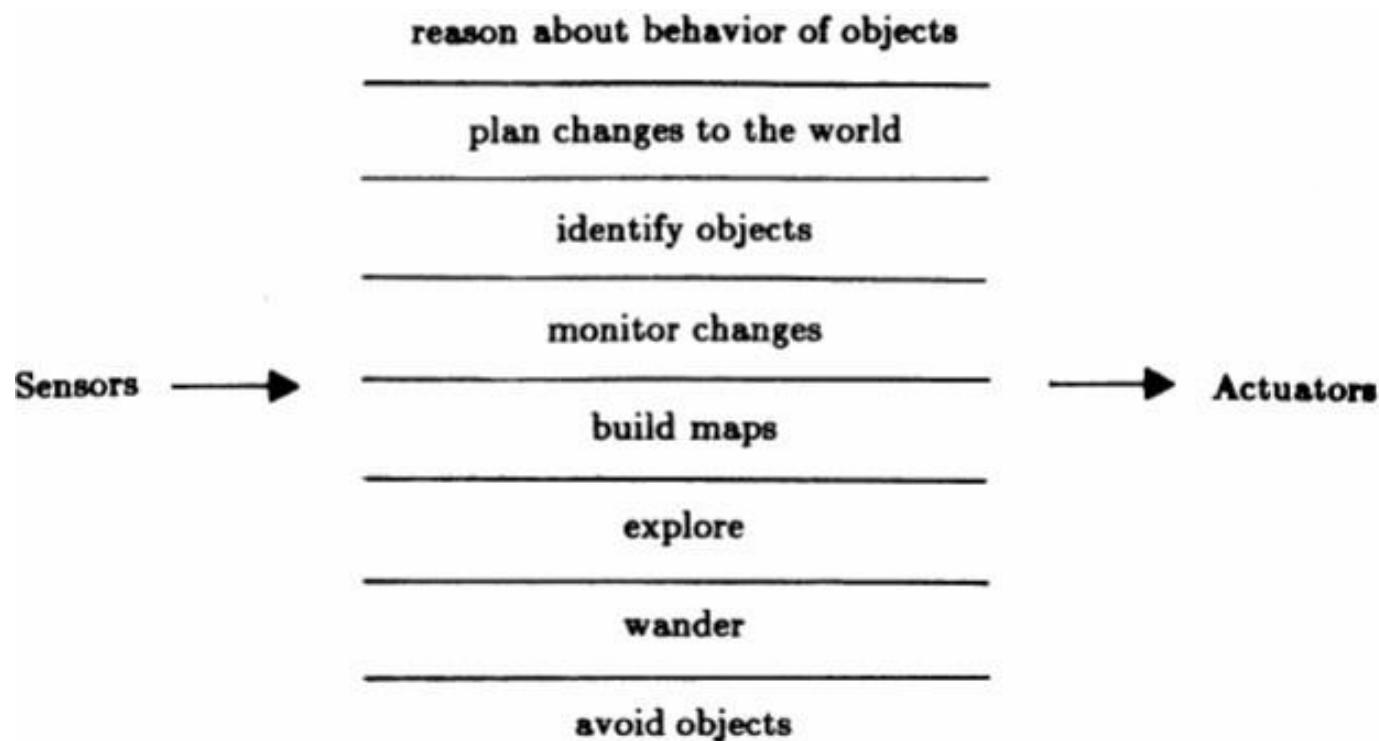 reason about behavior of objects
plan changes to the world
identify objects
monitor changes
Sensors
Actuators
build maps
explore
wander
avoid objects